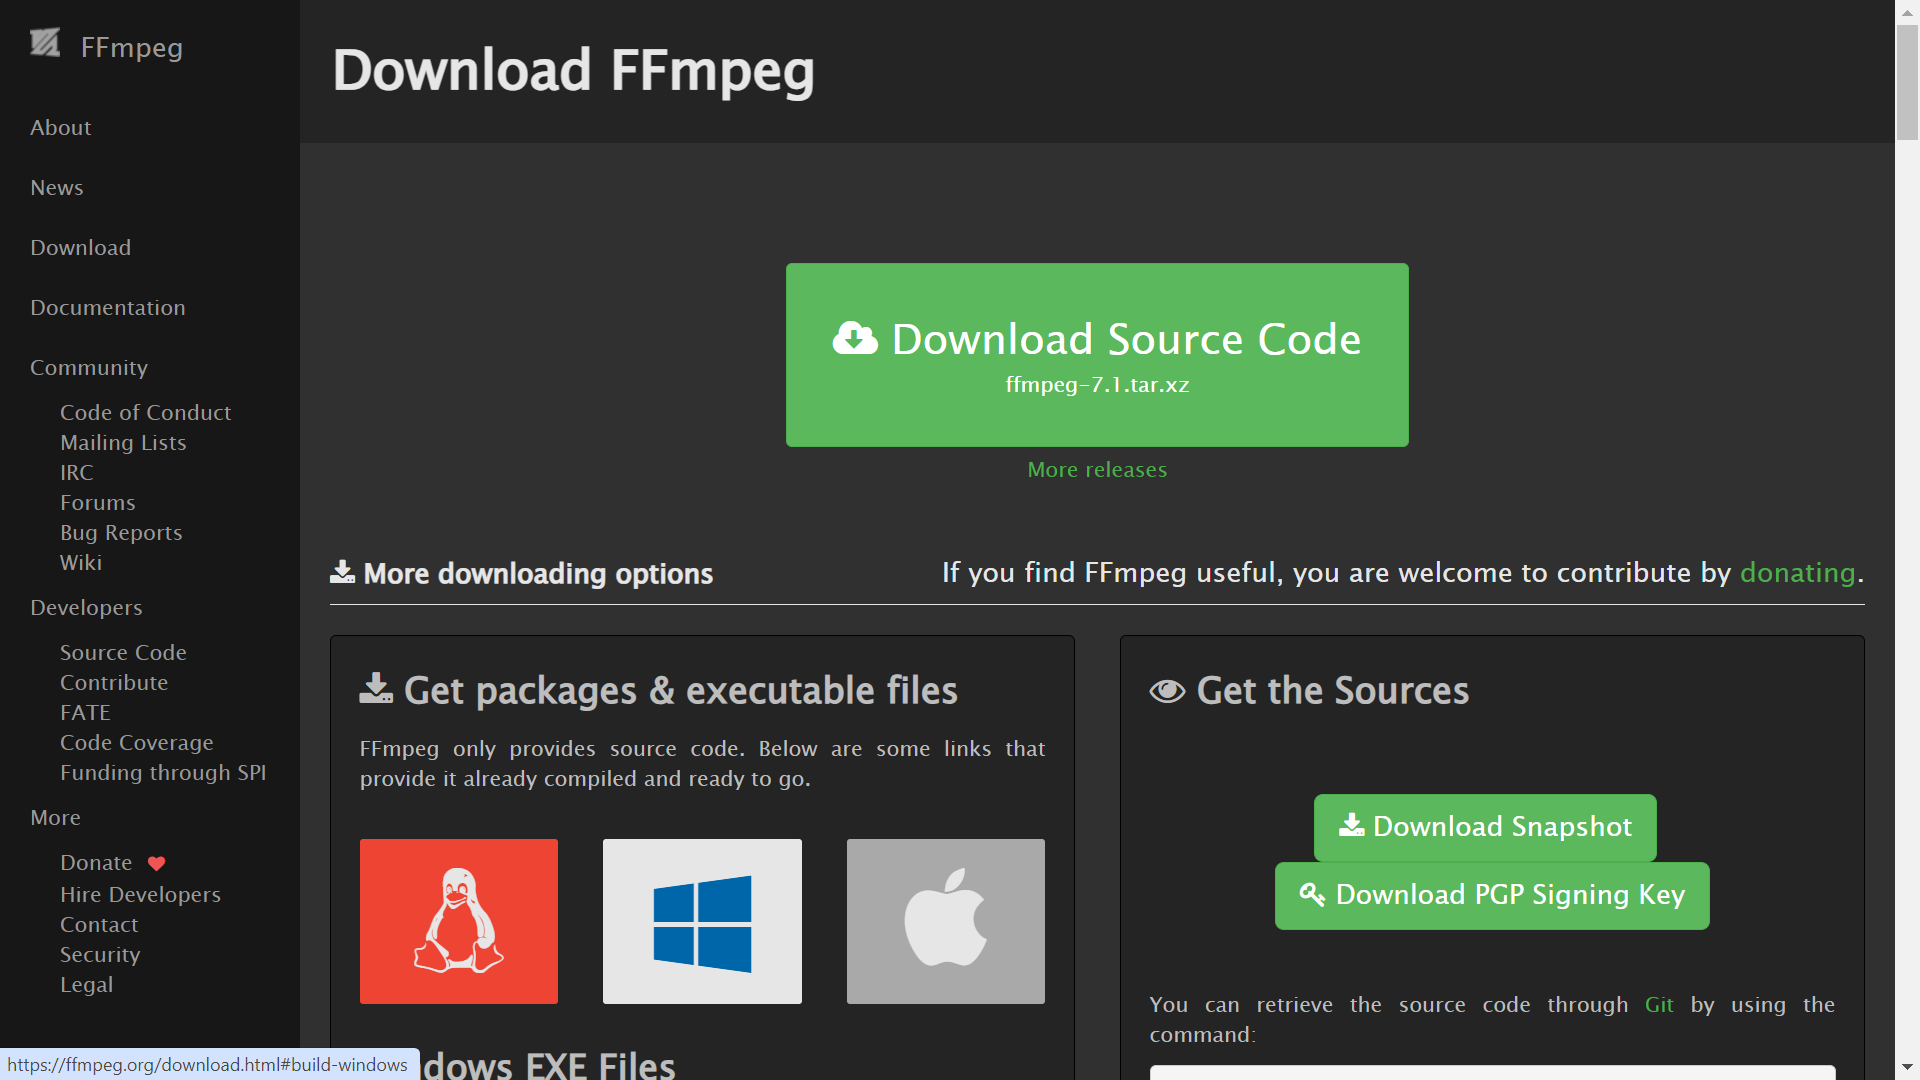 FFmpeg
About
News
Download
Documentation
Community
Code of Conduct
Mailing Lists
IRC
Forums
Bug Reports
Wiki
Developers
Source Code
Contribute
FATE
Code Coverage
Funding through SPI
More
Donate
Hire Developers
Contact
Security
Legal
Download FFmpeg
Download Source Code
ffmpeg-7.1.tar.xz
More releases
More downloading options
If you find FFmpeg useful, you are welcome to contribute by donating.
Get packages & executable files
FFmpeg only provides source code. Below are some links that
provide it already compiled and ready to go.
dows EXE Files
Get the Sources
Download Snapshot
Download PGP Signing Key
You can retrieve the source code through Git by using the
command:
https://ffmpeg.org/download.html#build-windows